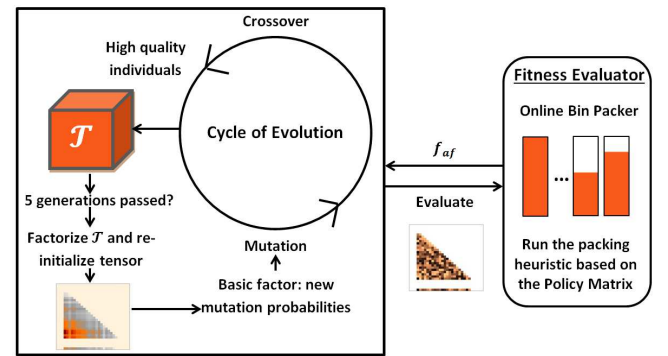 Crossover
High quality
individuals
𝒯
Cycle of Evolution
5 generations passed?
Factorize 𝒯 and re-
initialize tensor
Mutation
Basic factor: new
mutation probabilities
f_af
Evaluate
Fitness Evaluator
Online Bin Packer
...
Run the packing
heuristic based on
the Policy Matrix